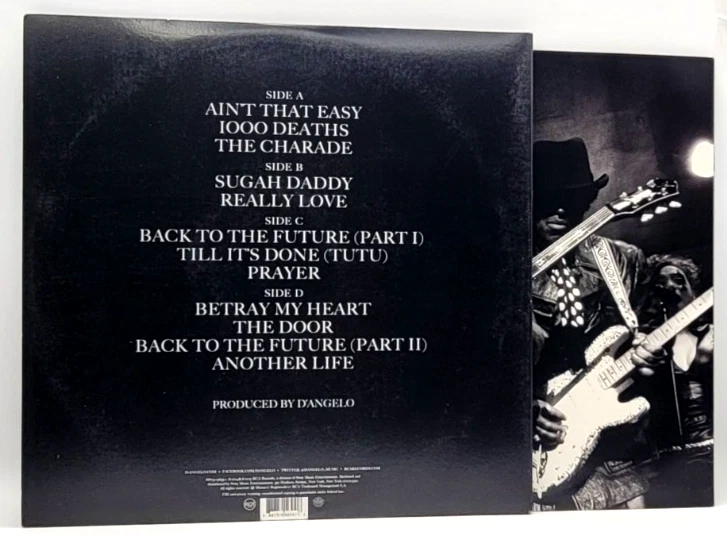 SIDE A
AIN'T THAT EASY
1000 DEATHS
THE CHARADE
SIDE B
SUGAH DADDY
REALLY LOVE
SIDE C
BACK TO THE FUTURE (PART I)
TILL IT'S DONE (TUTU)
PRAYER
SIDE D
BETRAY MY HEART
THE DOOR
BACK TO THE FUTURE (PART II)
ANOTHER LIFE
PRODUCED BY D'ANGELO